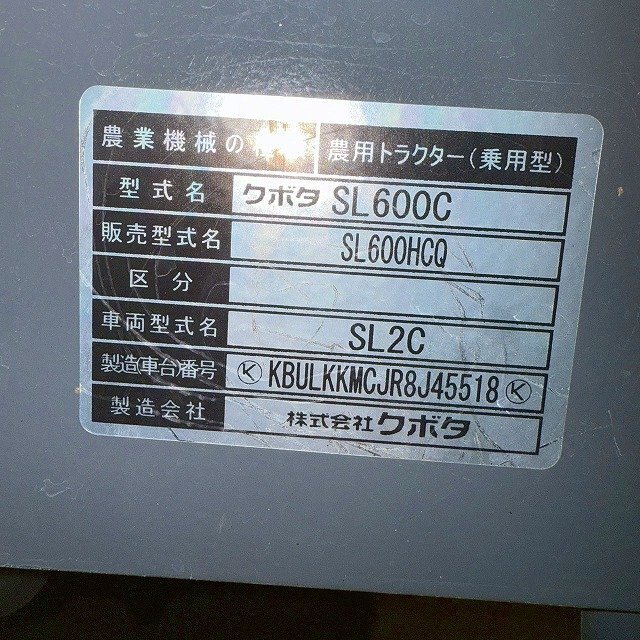 農業機械の 農用トラクター(乗用型)
型式名 クボタ SL600C
販売型式名 SL600HCQ
区分
車両型式名 SL2C
製造車台番号 Ⓚ KBULKKMCJR8J45518 Ⓚ
製造会社 株式会社クボタ